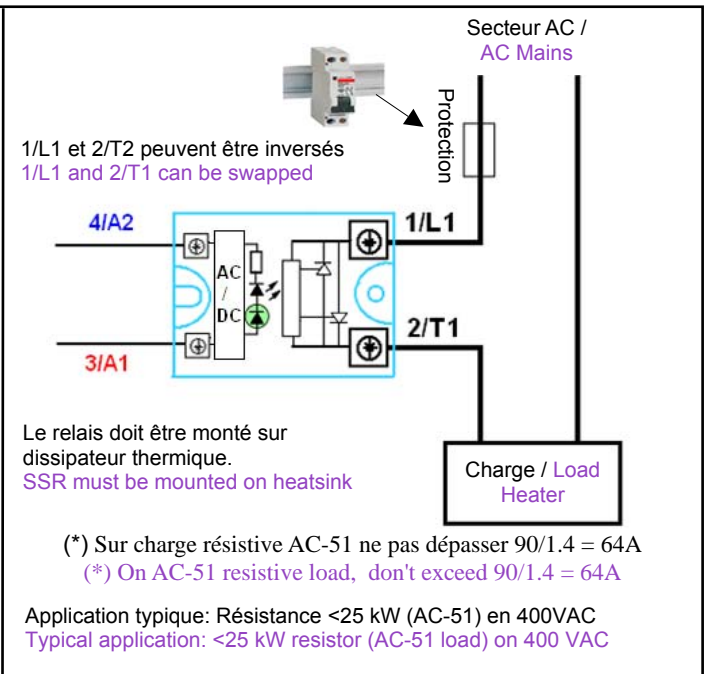 Secteur AC /
AC Mains
Protection
1/L1 et 2/T2 peuvent être inversés
1/L1 and 2/T1 can be swapped
4/A2
1/L1
AC
/
DC
2/T1
3/A1
Le relais doit être monté sur
dissipateur thermique.
SSR must be mounted on heatsink
Charge / Load
Heater
(*) Sur charge résistive AC-51 ne pas dépasser 90/1.4 = 64A
(*) On AC-51 resistive load, don't exceed 90/1.4 = 64A
Application typique: Résistance <25 kW (AC-51) en 400VAC
Typical application: <25 kW resistor (AC-51 load) on 400 VAC